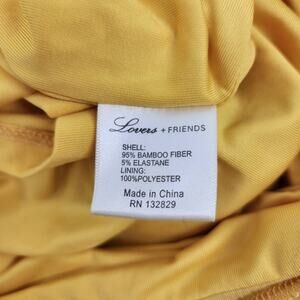 Lovers + FRIENDS
SHELL:
95% BAMBOO FIBER
5% ELASTANE
LINING:
100%POLYESTER
Made in China
RN 132829